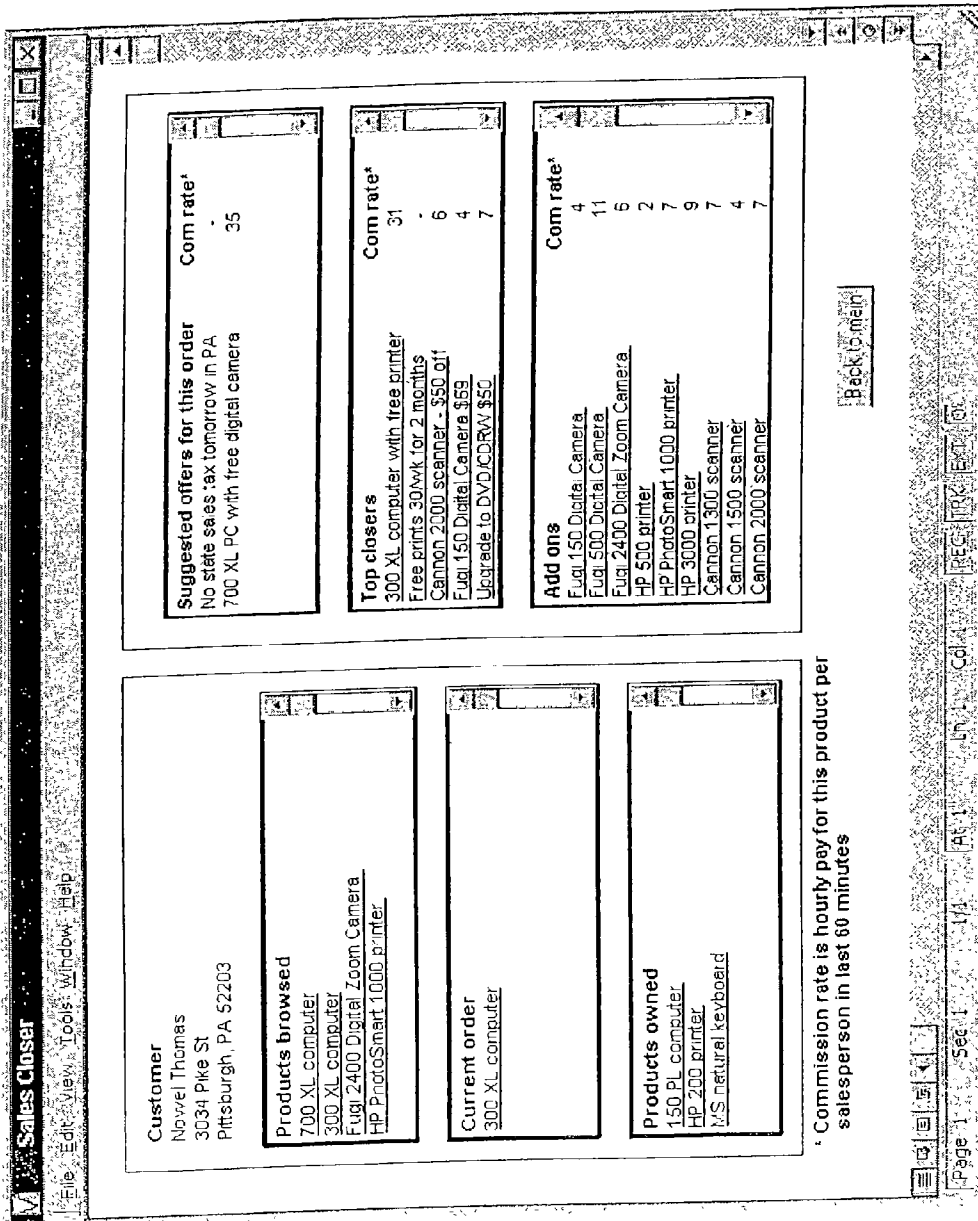 Sales Closer
File Edit View Tools Window Help
Customer
Nowel Thomas
3034 Pike St
Pittsburgh, PA 52203
Products browsed
700 XL computer
300 XL computer
Fugi 2400 Digital Zoom Camera
HP PhotoSmart 1000 printer
Current order
300 XL computer
Products owned
150 PL computer
HP 200 printer
MS natural keyboard
* Commission rate is hourly pay for this product per
salesperson in last 60 minutes
Suggested offers for this order Com rate*
No state sales tax tomorrow in PA -
700 XL PC with free digital camera 35
Top closers Com rate*
300 XL computer with free printer 31
Free prints 30/wk for 2 months -
Cannon 2000 scanner - $50 off 6
Fugi 150 Digital Camera $69 4
Upgrade to DVD/CDRW $50 7
Add ons Com rate*
Fugi 150 Digital Camera 4
Fugi 500 Digital Camera 11
Fugi 2400 Digital Zoom Camera 6
HP 500 printer 2
HP PhotoSmart 1000 printer 7
HP 3000 printer 9
Cannon 1300 scanner 7
Cannon 1500 scanner 4
Cannon 2000 scanner 7
Back to main
Page 1 Sec 1 1/1 At 1" Ln 1 Col REC TRK EXT